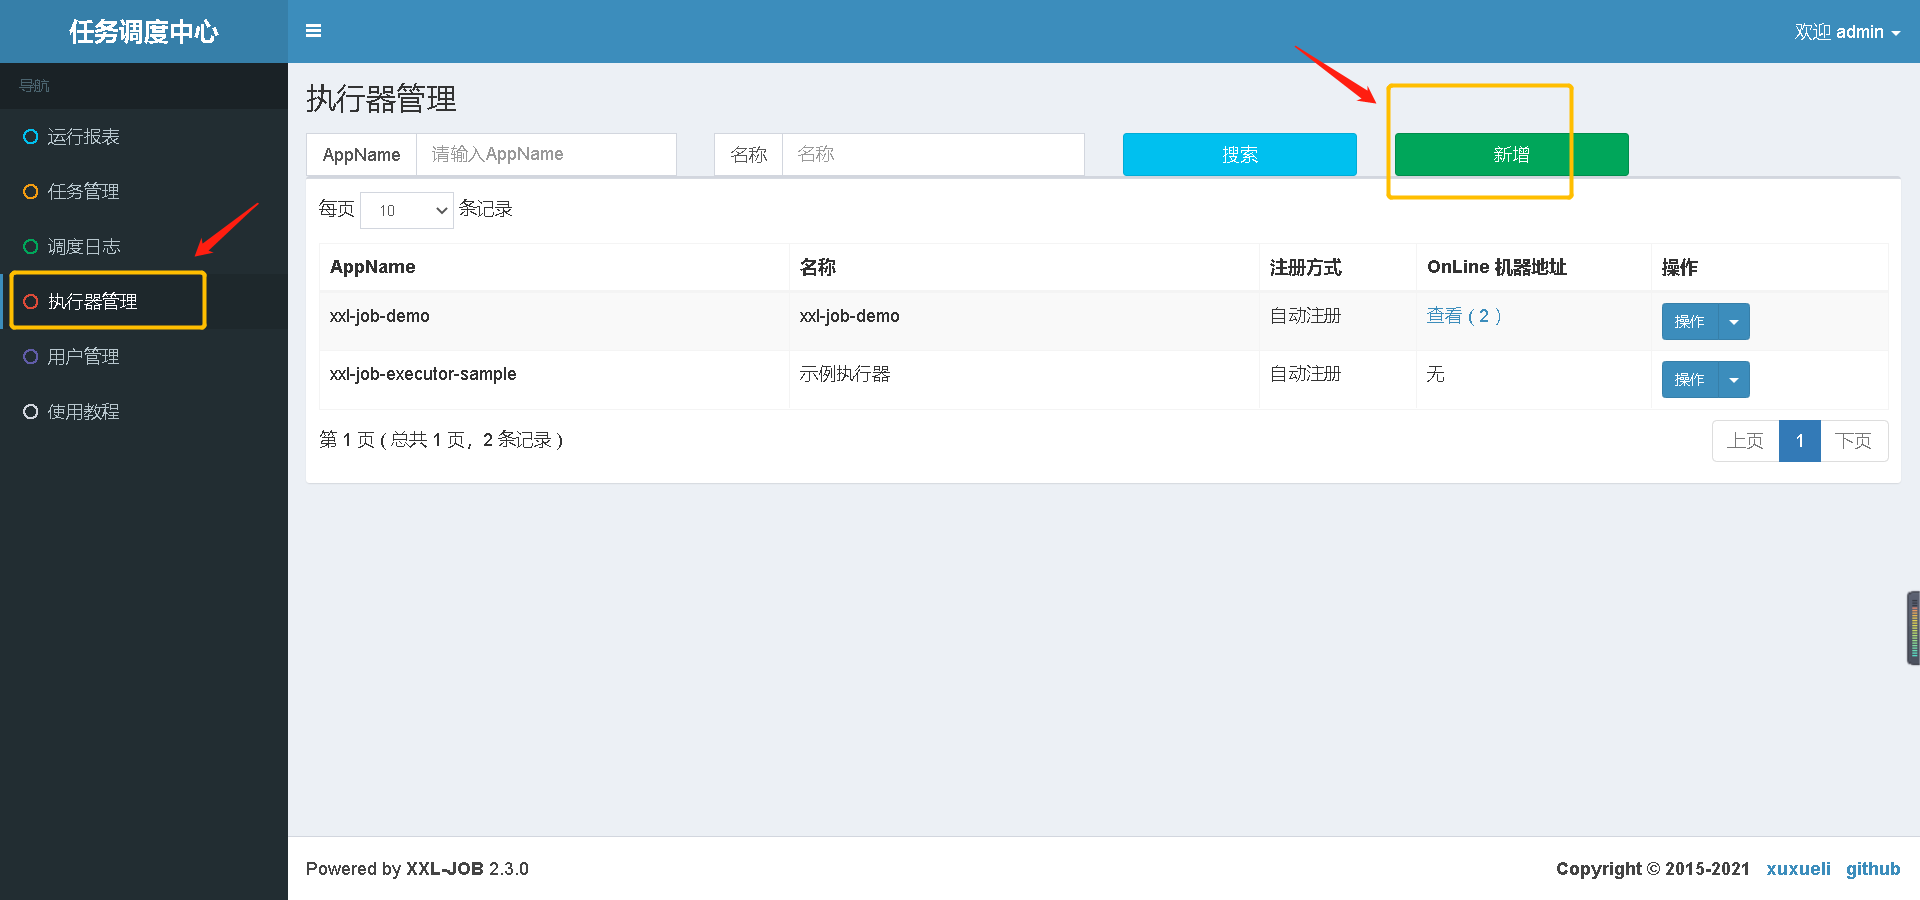 任务调度中心
欢迎 admin
导航
运行报表
任务管理
调度日志
执行器管理
用户管理
使用教程
执行器管理
AppName 请输入AppName 名称 名称 搜索 新增
每页 10 条记录
AppName 名称 注册方式 OnLine 机器地址 操作
xxl-job-demo xxl-job-demo 自动注册 查看 ( 2 ) 操作
xxl-job-executor-sample 示例执行器 自动注册 无 操作
第 1 页 ( 总共 1 页，2 条记录 ) 上页 1 下页
Powered by XXL-JOB 2.3.0 Copyright © 2015-2021 xuxueli github